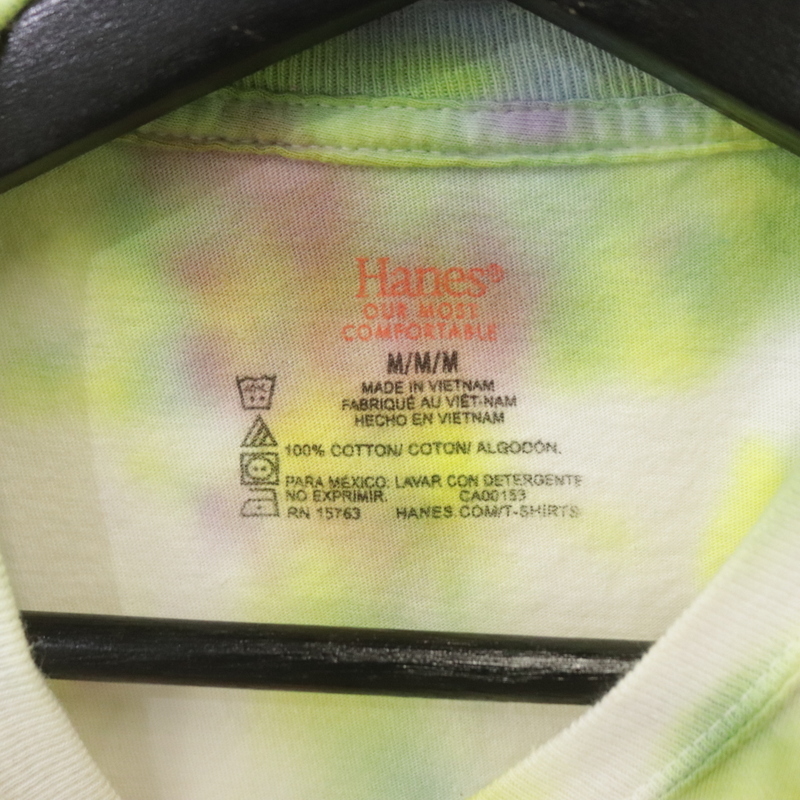 Hanes®
OUR MOST
COMFORTABLE
M/M/M
MADE IN VIETNAM
FABRIQUÉ AU VIÊT-NAM
HECHO EN VIETNAM
100% COTTON/ COTON/ ALGODÓN.
PARA MÉXICO: LAVAR CON DETERGENTE
NO EXPRIMIR. CA00153
RN 15763 HANES.COM/T-SHIRTS